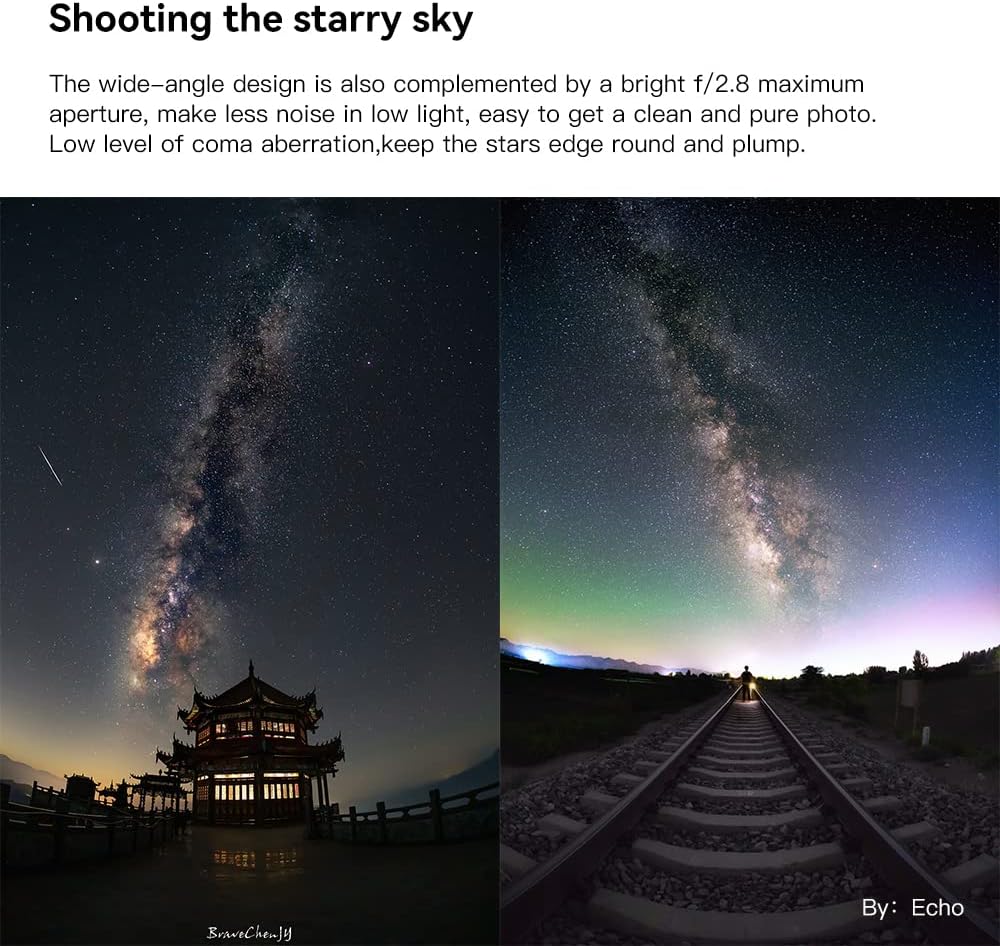 Shooting the starry sky
The wide-angle design is also complemented by a bright f/2.8 maximum
aperture, make less noise in low light, easy to get a clean and pure photo.
Low level of coma aberration,keep the stars edge round and plump.
BraveChenJY
By: Echo